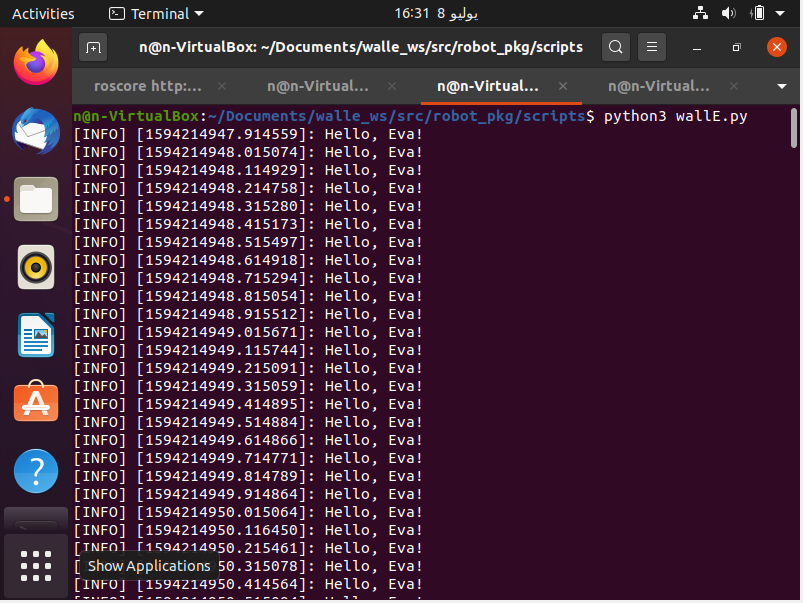 Activities Terminal 16:31 8 يوليو
n@n-VirtualBox: ~/Documents/walle_ws/src/robot_pkg/scripts
roscore http:... n@n-Virtual... n@n-Virtual... n@n-Virtual...
n@n-VirtualBox:~/Documents/walle_ws/src/robot_pkg/scripts$ python3 wallE.py
[INFO] [1594214947.914559]: Hello, Eva!
[INFO] [1594214948.015074]: Hello, Eva!
[INFO] [1594214948.114929]: Hello, Eva!
[INFO] [1594214948.214758]: Hello, Eva!
[INFO] [1594214948.315280]: Hello, Eva!
[INFO] [1594214948.415173]: Hello, Eva!
[INFO] [1594214948.515497]: Hello, Eva!
[INFO] [1594214948.614918]: Hello, Eva!
[INFO] [1594214948.715294]: Hello, Eva!
[INFO] [1594214948.815054]: Hello, Eva!
[INFO] [1594214948.915512]: Hello, Eva!
[INFO] [1594214949.015671]: Hello, Eva!
[INFO] [1594214949.115744]: Hello, Eva!
[INFO] [1594214949.215091]: Hello, Eva!
[INFO] [1594214949.315059]: Hello, Eva!
[INFO] [1594214949.414895]: Hello, Eva!
[INFO] [1594214949.514884]: Hello, Eva!
[INFO] [1594214949.614866]: Hello, Eva!
[INFO] [1594214949.714771]: Hello, Eva!
[INFO] [1594214949.814789]: Hello, Eva!
[INFO] [1594214949.914864]: Hello, Eva!
[INFO] [1594214950.015064]: Hello, Eva!
[INFO] [1594214950.116450]: Hello, Eva!
[INFO] [1594214950.215461]: Hello, Eva!
Show Applications 50.315078]: Hello, Eva!
[INFO] [1594214950.414564]: Hello, Eva!